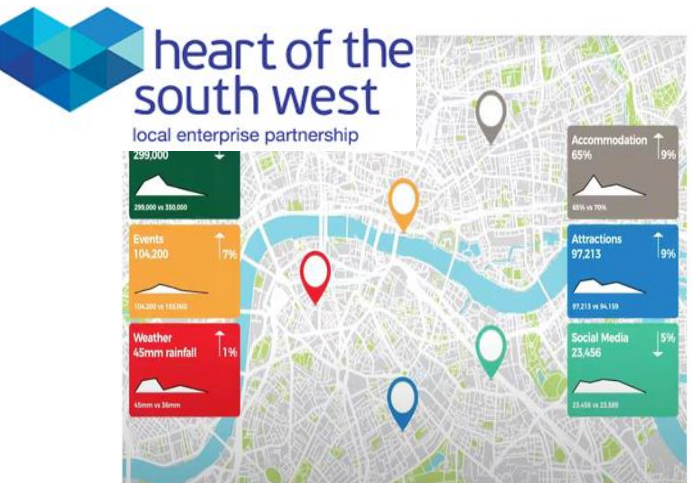 heart of the
south west
local enterprise partnership
299,000
299,000 vs 350,000
Events
104,200
7%
Weather
45mm rainfall
1%
45mm vs 36mm
Accommodation
65%
9%
65% vs 70%
Attractions
97,213
9%
97,213 vs 94,159
Social Media
23,456
5%